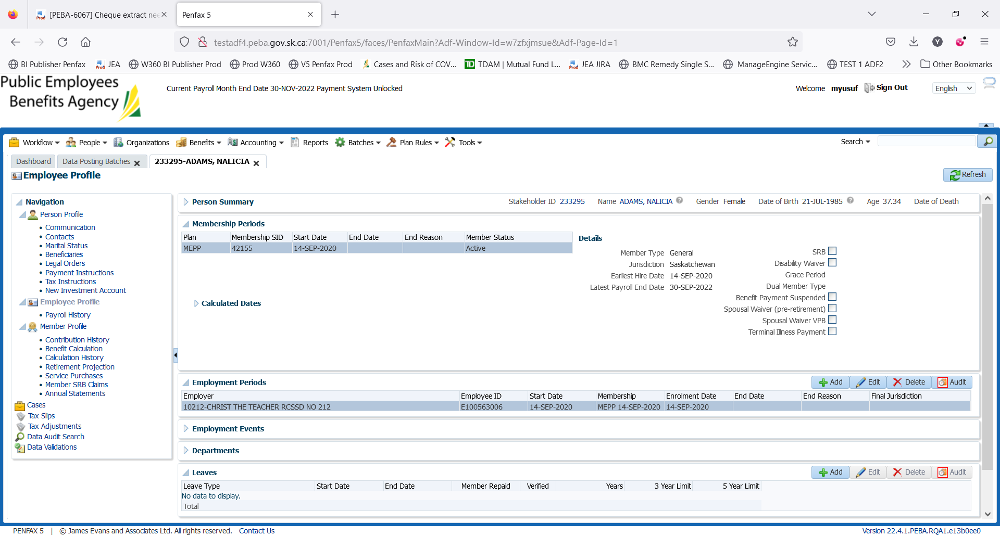 [PEBA-6067] Cheque extract nee
Penfax 5
testadf4.peba.gov.sk.ca:7001/Penfax5/faces/PenfaxMain?Adf-Window-Id=w7zfxjmsue&Adf-Page-Id=1
Y
BI Publisher Penfax
Prod JEA
W360 BI Publisher Prod
Prod W360
V5 Penfax Prod
Cases and Risk of COV...
TD TDAM | Mutual Fund L...
Prod JEA JIRA
BMC Remedy Single S...
ManageEngine Servic...
TEST 1 ADF2
Other Bookmarks
Public Employees
Benefits Agency
Current Payroll Month End Date 30-NOV-2022 Payment System Unlocked
Welcome myusuf Sign Out English
Workflow People Organizations Benefits Accounting Reports Batches Plan Rules Tools Search
Dashboard Data Posting Batches 233295-ADAMS, NALICIA
Employee Profile
Refresh
Navigation
Person Profile
Communication
Contacts
Marital Status
Beneficiaries
Legal Orders
Payment Instructions
Tax Instructions
New Investment Account
Employee Profile
Payroll History
Member Profile
Contribution History
Benefit Calculation
Calculation History
Retirement Projection
Service Purchases
Member SRB Claims
Annual Statements
Cases
Tax Slips
Tax Adjustments
Data Audit Search
Data Validations
Person Summary Stakeholder ID 233295 Name ADAMS, NALICIA Gender Female Date of Birth 21-JUL-1985 Age 37.34 Date of Death
Membership Periods
Plan Membership SID Start Date End Date End Reason Member Status
MEPP 42155 14-SEP-2020 Active
Calculated Dates
Details
Member Type General
Jurisdiction Saskatchewan
Earliest Hire Date 14-SEP-2020
Latest Payroll End Date 30-SEP-2022
SRB
Disability Waiver
Grace Period
Dual Member Type
Benefit Payment Suspended
Spousal Waiver (pre-retirement)
Spousal Waiver VPB
Terminal Illness Payment
Employment Periods Add Edit Delete Audit
Employer Employee ID Start Date Membership Enrolment Date End Date End Reason Final Jurisdiction
10212-CHRIST THE TEACHER RCSSD NO 212 E100563006 14-SEP-2020 MEPP 14-SEP-2020 14-SEP-2020
Employment Events
Departments
Leaves Add Edit Delete Audit
Leave Type Start Date End Date Member Repaid Verified Years 3 Year Limit 5 Year Limit
No data to display.
Total
PENFAX 5 | © James Evans and Associates Ltd. All rights reserved. Contact Us Version 22.4.1.PEBA.RQA1.e13b0ee0